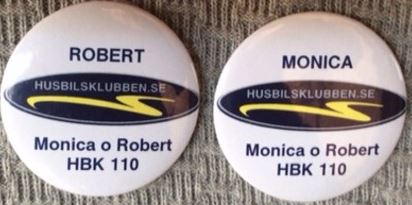 ROBERT
HUSBILSKLUBBEN.SE
Monica o Robert
HBK 110
MONICA
HUSBILSKLUBBEN.SE
Monica o Robert
HBK 110